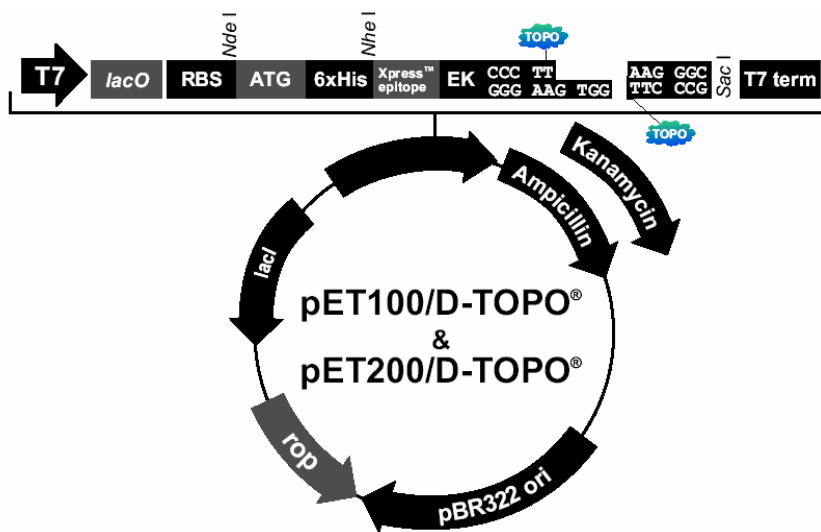 Nde I
Nhe I
TOPO
T7
lacO
RBS
ATG
6xHis
Xpress™
epitope
EK
CCC TT
GGG AAG TGG
AAG GGC
TTC CCG
Sac I
T7 term
TOPO
Kanamycin
Ampicillin
lacI
pET100/D-TOPO®
&
pET200/D-TOPO®
rop
pBR322 ori